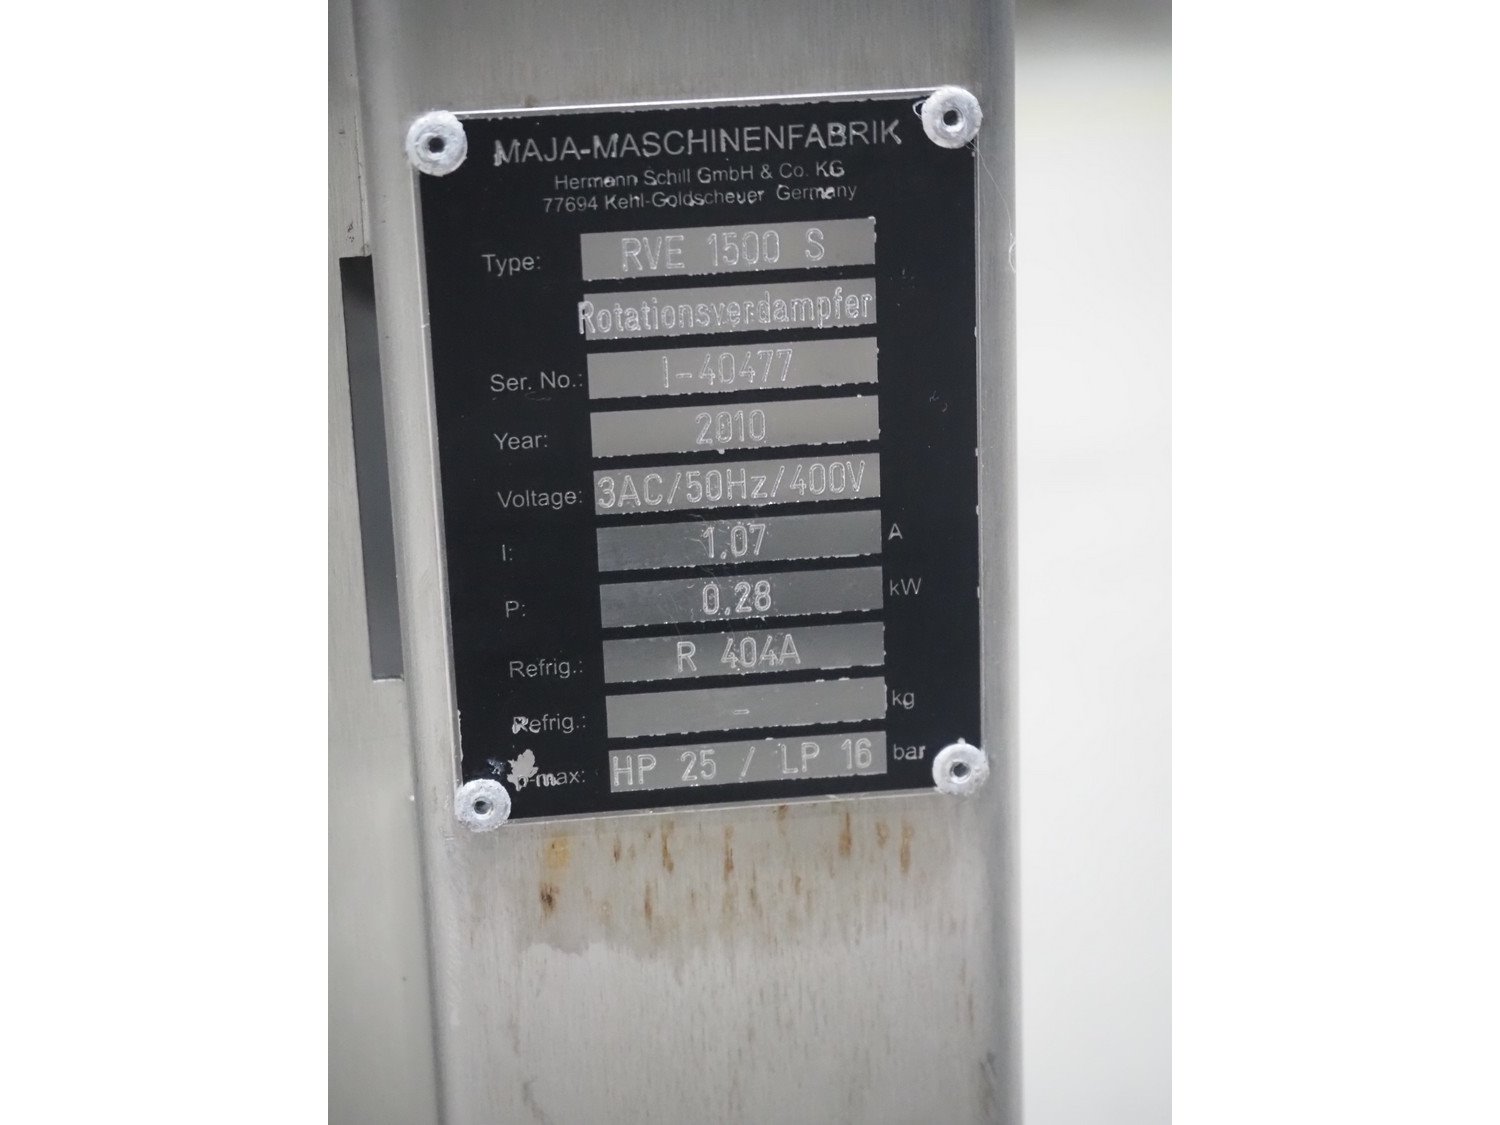 MAJA-MASCHINENFABRIK
Hermann Schill GmbH & Co. KG
77694 Kehl-Goldscheuer Germany
Type: RVE 1500 S
Rotationsverdampfer
Ser. No.: I-40477
Year: 2010
Voltage: 3AC/50Hz/400V
I: 1.07 A
P: 0.28 kW
Refrig.: R 404A
Refrig.: - kg
p-max: HP 25 / LP 16 bar